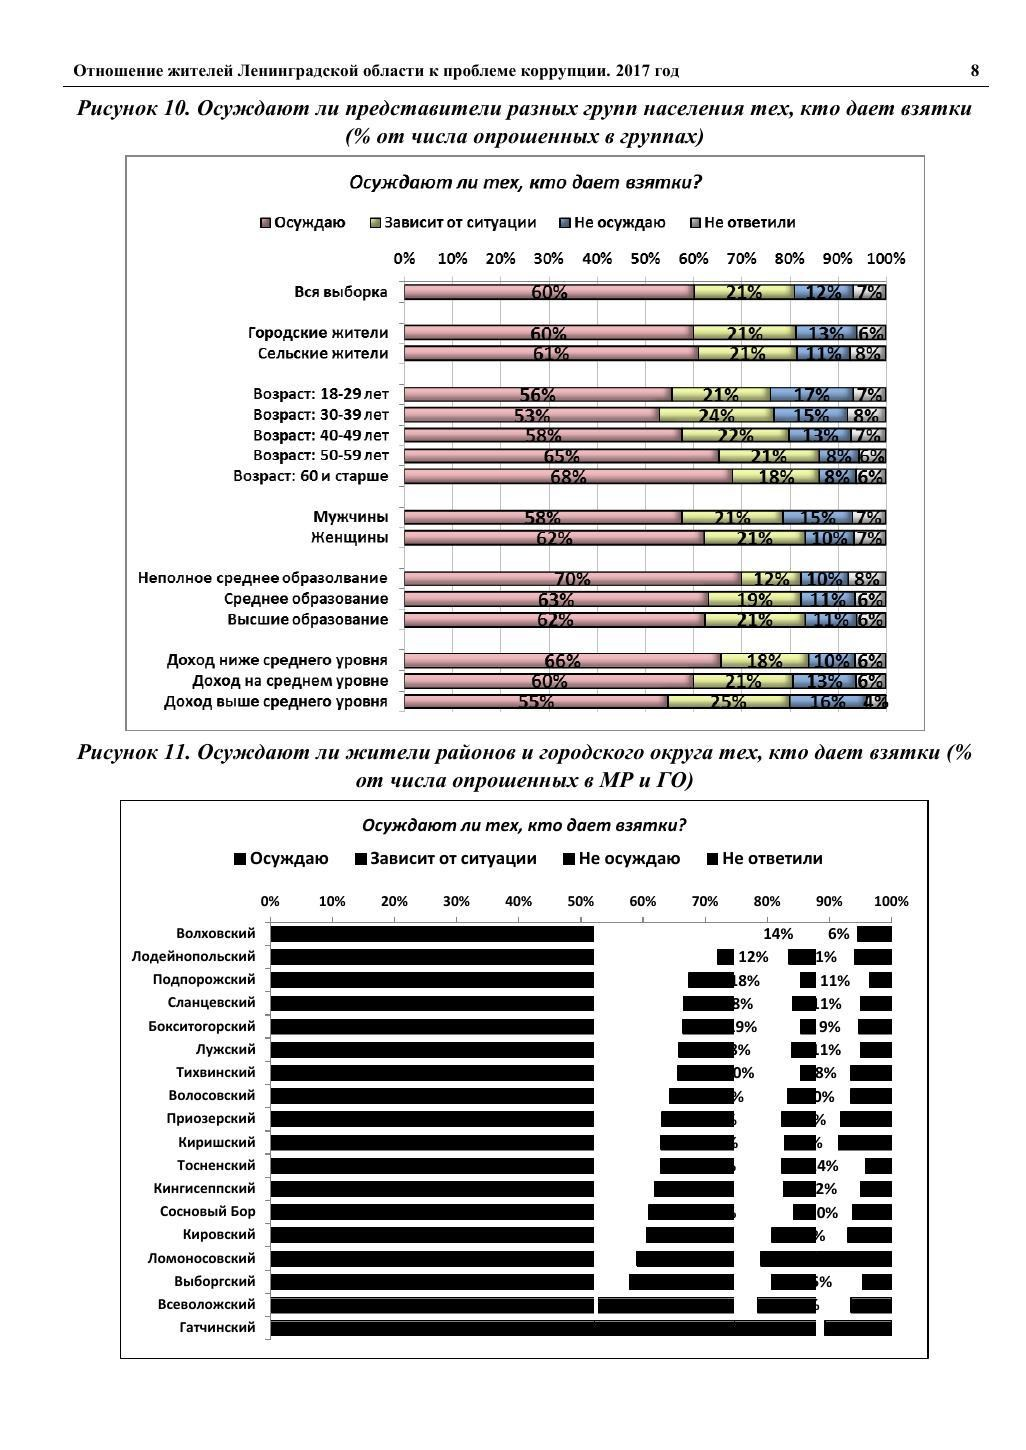 Отношение жителей Ленинградской области к проблеме коррупции. 2017 год 8
Рисунок 10. Осуждают ли представители разных групп населения тех, кто дает взятки
(% от числа опрошенных в группах)
Осуждают ли тех, кто дает взятки?
Осуждаю Зависит от ситуации Не осуждаю Не ответили
0% 10% 20% 30% 40% 50% 60% 70% 80% 90% 100%
Вся выборка 60% 21% 12% 7%
Городские жители 60% 21% 13% 6%
Сельские жители 61% 21% 11% 8%
Возраст: 18-29 лет 56% 21% 17% 7%
Возраст: 30-39 лет 53% 24% 15% 8%
Возраст: 40-49 лет 58% 22% 13% 7%
Возраст: 50-59 лет 65% 21% 8% 6%
Возраст: 60 и старше 68% 18% 8% 6%
Мужчины 58% 21% 15% 7%
Женщины 62% 21% 10% 7%
Неполное среднее образолвание 70% 12% 10% 8%
Среднее образование 63% 19% 11% 6%
Высшие образование 62% 21% 11% 6%
Доход ниже среднего уровня 66% 18% 10% 6%
Доход на среднем уровне 60% 21% 13% 6%
Доход выше среднего уровня 55% 25% 16% 4%
Рисунок 11. Осуждают ли жители районов и городского округа тех, кто дает взятки (%
от числа опрошенных в МР и ГО)
Осуждают ли тех, кто дает взятки?
Осуждаю Зависит от ситуации Не осуждаю Не ответили
0% 10% 20% 30% 40% 50% 60% 70% 80% 90% 100%
Волховский 14% 6%
Лодейнопольский 12%
Подпорожский 11%
Сланцевский
Бокситогорский 9%
Лужский
Тихвинский
Волосовский
Приозерский
Киришский
Тосненский
Кингисеппский
Сосновый Бор
Кировский
Ломоносовский
Выборгский
Всеволожский
Гатчинский